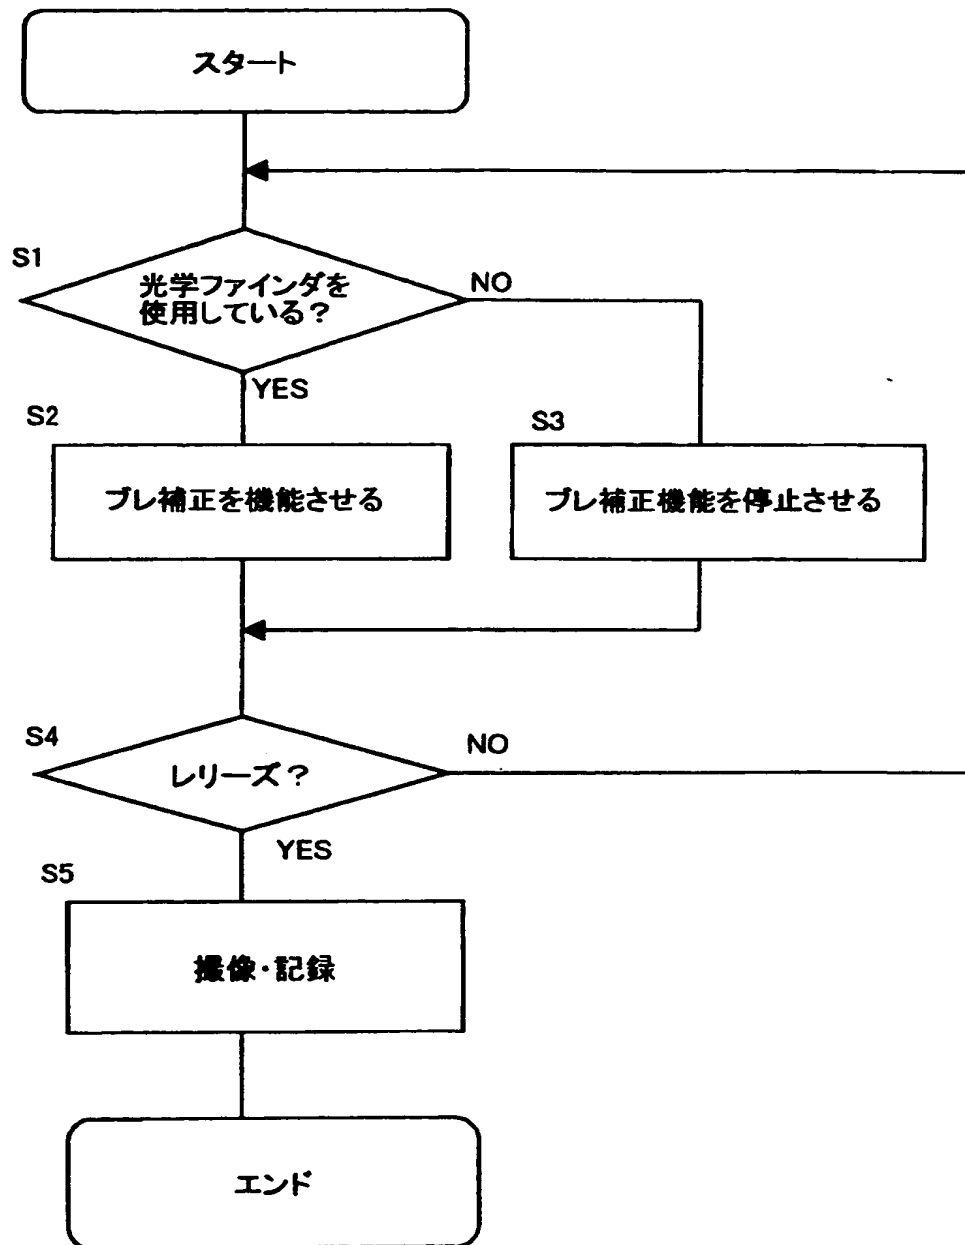 スタート
S1
光学ファインダを
使用している?
NO
YES
S2
ブレ補正を機能させる
S3
ブレ補正機能を停止させる
S4
レリーズ?
NO
YES
S5
撮像・記録
エンド